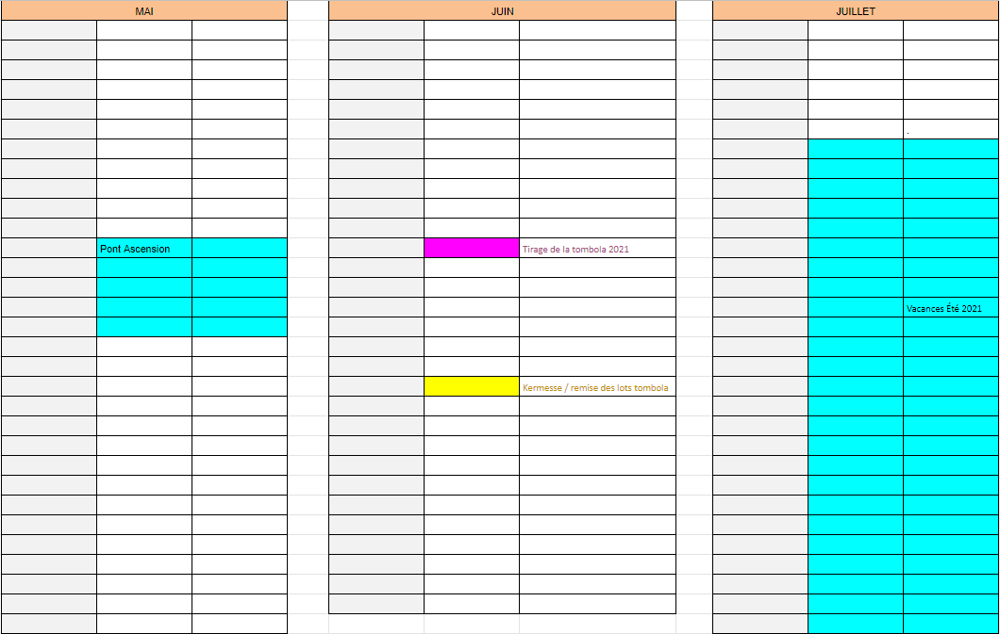 MAI
JUIN
JUILLET
.
Pont Ascension
Tirage de la tombola 2021
Vacances Été 2021
Kermesse / remise des lots tombola